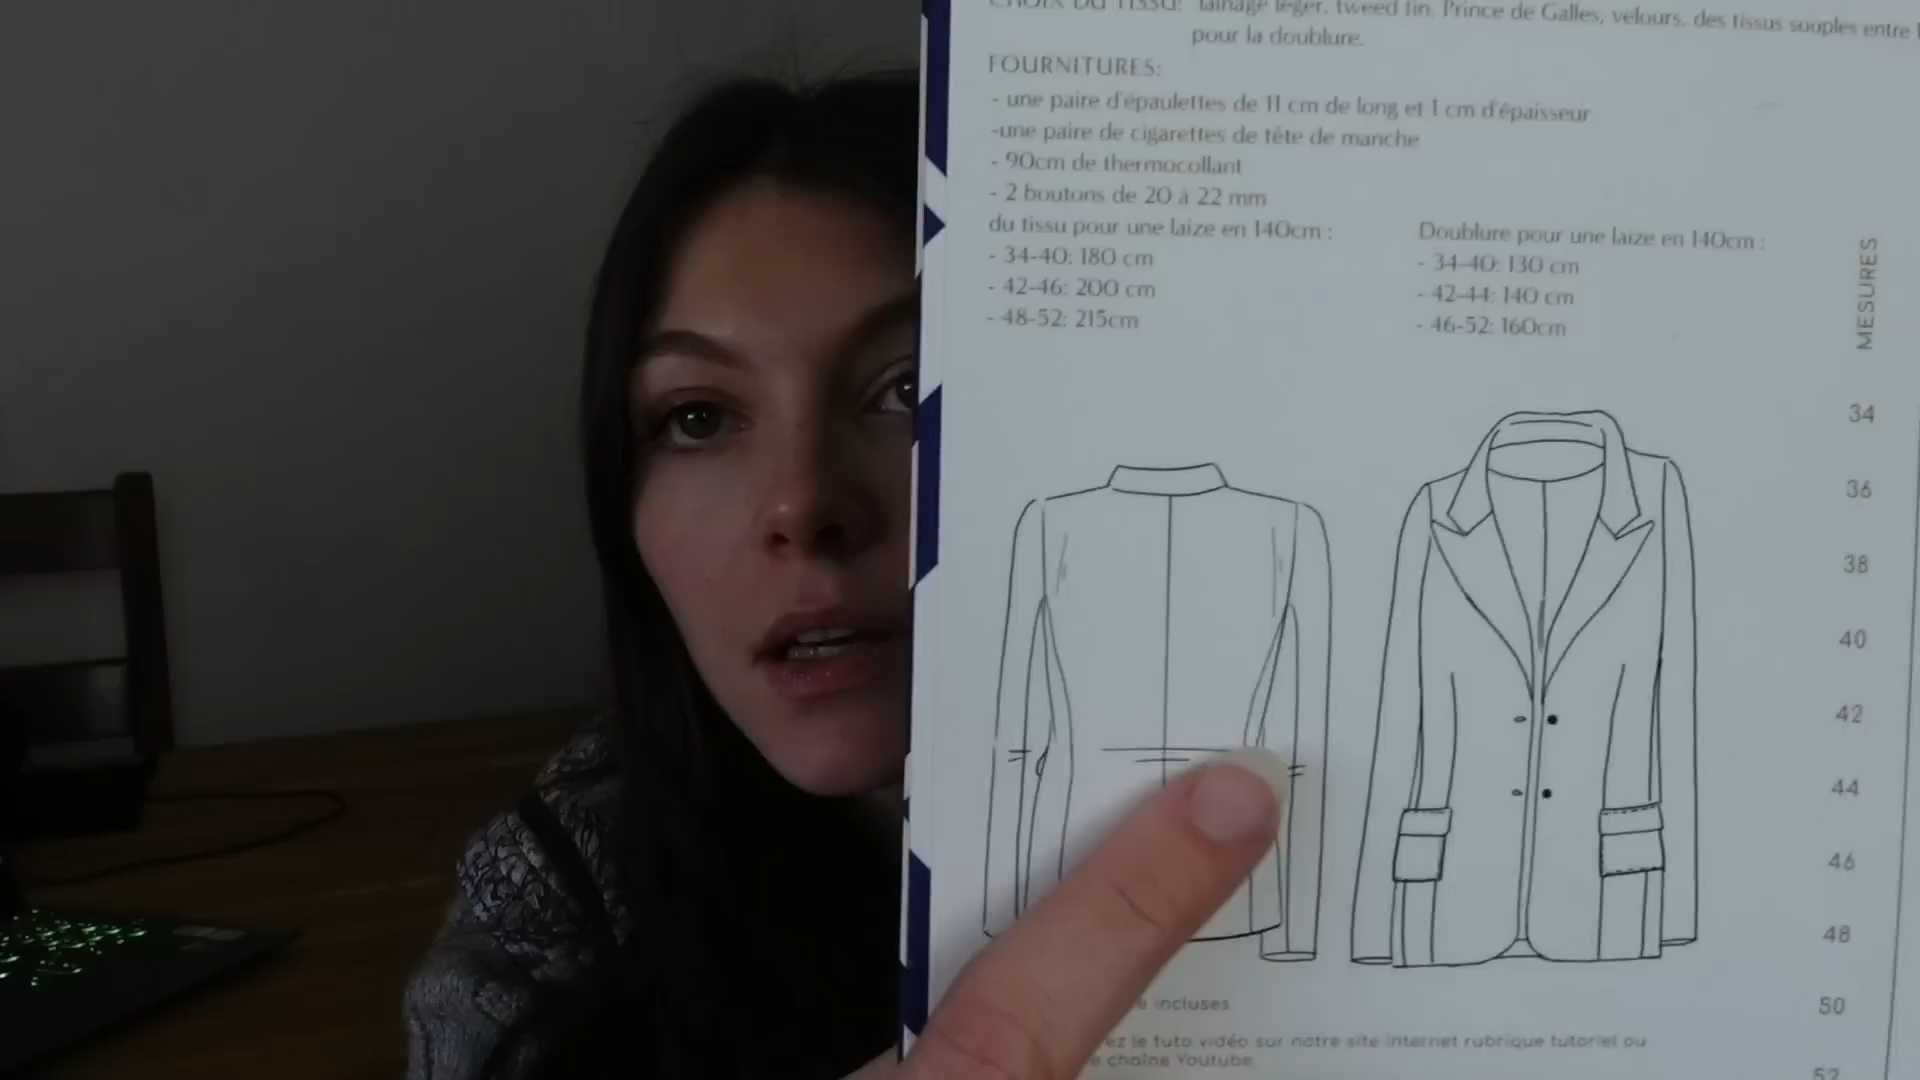 CHOIX DU TISSU: lainage léger, tweed fin, Prince de Galles, velours, des tissus souples entre
pour la doublure.
FOURNITURES:
- une paire d'épaulettes de 11 cm de long et 1 cm d'épaisseur
-une paire de cigarettes de tête de manche
- 90cm de thermocollant
- 2 boutons de 20 à 22 mm
du tissu pour une laize en 140cm :
- 34-40: 180 cm
- 42-46: 200 cm
- 48-52: 215cm
Doublure pour une laize en 140cm :
- 34-40: 130 cm
- 42-44: 140 cm
- 46-52: 160cm
MESURES
34
36
38
40
42
44
46
48
50
52
incluses
ez le tuto vidéo sur notre site internet rubrique tutoriel ou
e chaîne Youtube